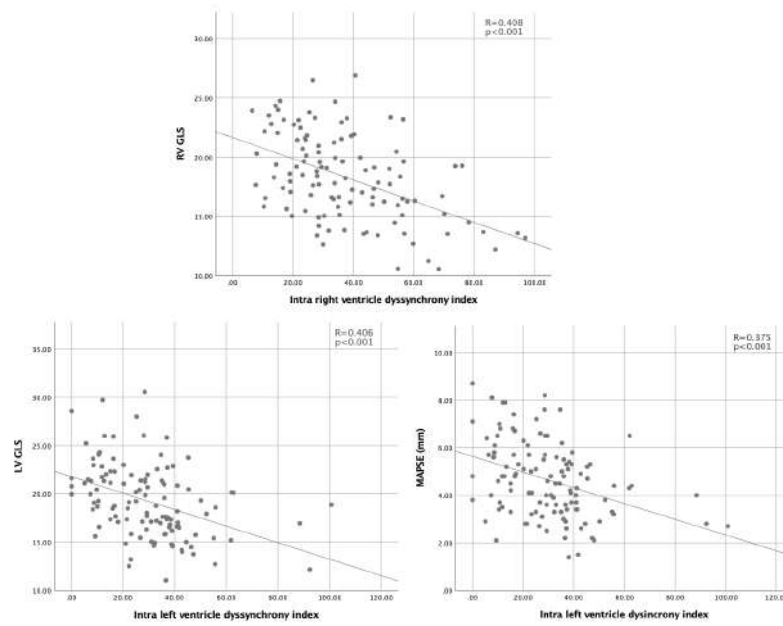 R=0.408
p<0.001
30.00
25.00
20.00
15.00
10.00
RV GLS
.00 20.00 40.00 60.00 80.00 100.00
Intra right ventricle dyssynchrony index
R=0.406
p<0.001
35.00
30.00
25.00
20.00
15.00
10.00
LV GLS
.00 20.00 40.00 60.00 80.00 100.00 120.00
Intra left ventricle dyssynchrony index
R=0.375
p<0.001
10.00
8.00
6.00
4.00
2.00
.00
MAPSE (mm)
.00 20.00 40.00 60.00 80.00 100.00 120.00
Intra left ventricle dysincrony index